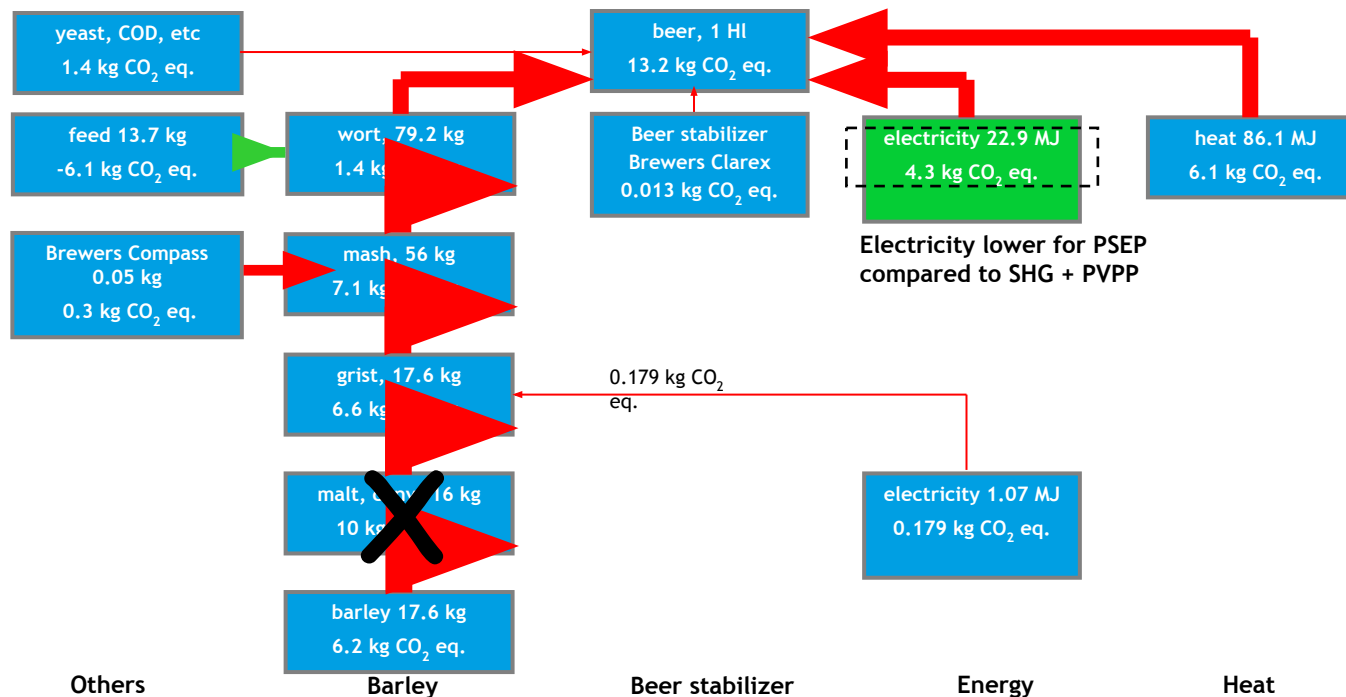 yeast, COD, etc
1.4 kg CO₂ eq.
beer, 1 Hl
13.2 kg CO₂ eq.
feed 13.7 kg
-6.1 kg CO₂ eq.
wort, 79.2 kg
1.4 kg
Beer stabilizer
Brewers Clarex
0.013 kg CO₂ eq.
electricity 22.9 MJ
4.3 kg CO₂ eq.
heat 86.1 MJ
6.1 kg CO₂ eq.
Electricity lower for PSEP
compared to SHG + PVPP
Brewers Compass
0.05 kg
0.3 kg CO₂ eq.
mash, 56 kg
7.1 kg
grist, 17.6 kg
6.6 kg
0.179 kg CO₂
eq.
malt, 16 kg
10 kg
electricity 1.07 MJ
0.179 kg CO₂ eq.
barley 17.6 kg
6.2 kg CO₂ eq.
Others
Barley
Beer stabilizer
Energy
Heat